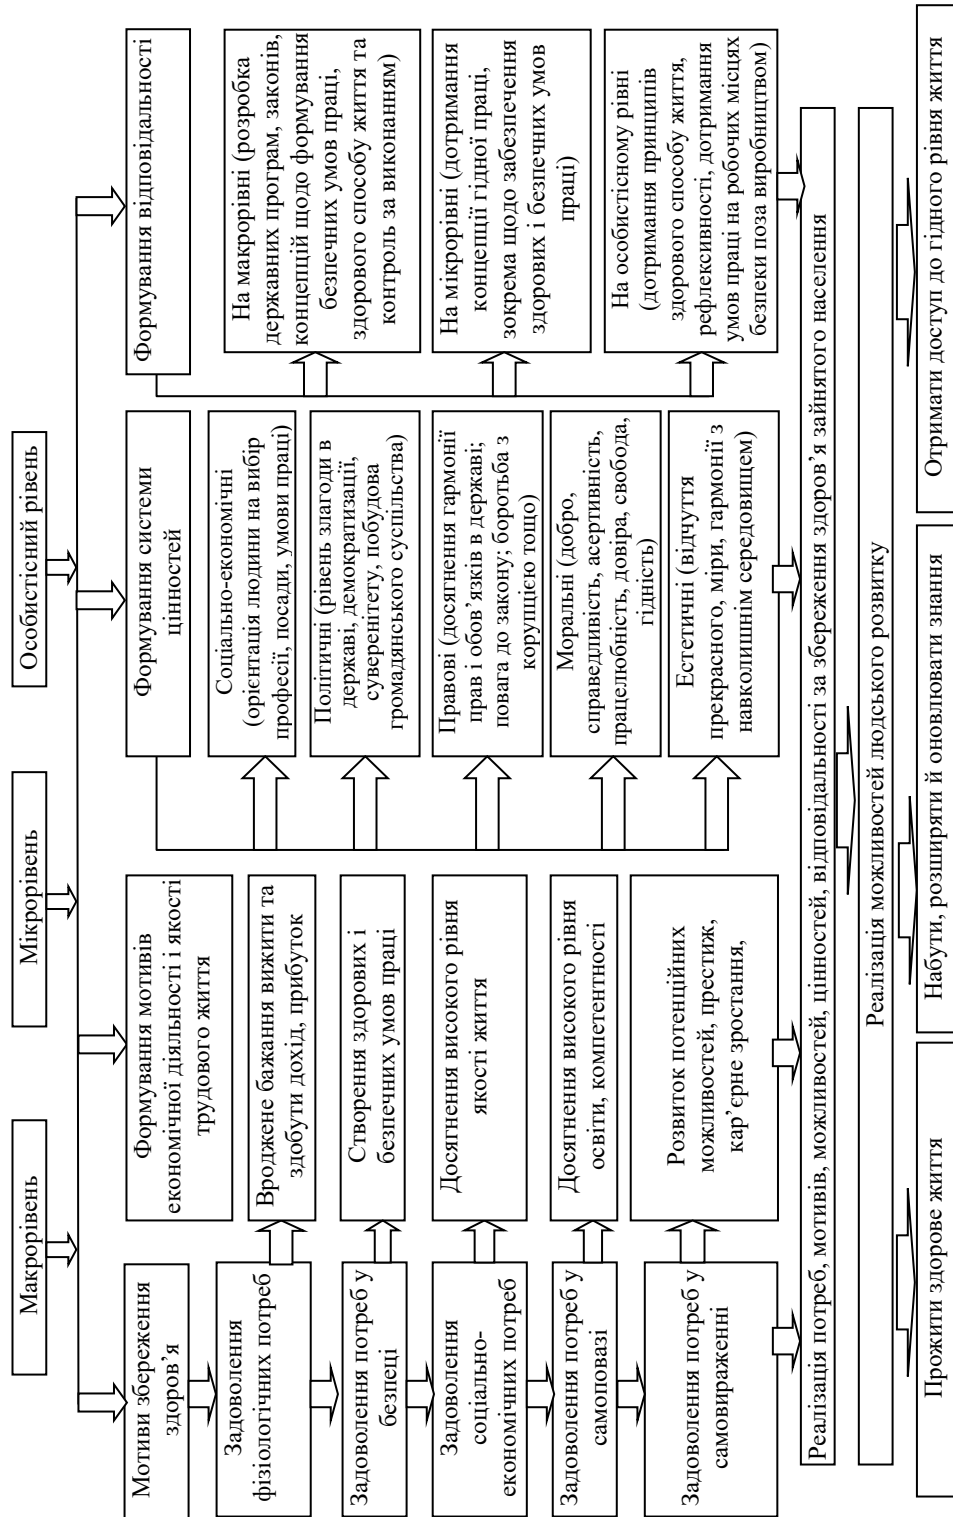 Макрорівень
Мікрорівень
Особистісний рівень
Мотиви збереження
здоров’я
Формування мотивів
економічної діяльності і якості
трудового життя
Формування системи
цінностей
Формування відповідальності
Задоволення
фізіологічних потреб
Вроджене бажання вижити та
здобути дохід, прибуток
Соціально-економічні
(орієнтація людини на вибір
професії, посади, умови праці)
На макрорівні (розробка
державних програм, законів,
концепцій щодо формування
безпечних умов праці,
здорового способу життя та
контроль за виконанням)
Задоволення потреб у
безпеці
Створення здорових і
безпечних умов праці
Політичні (рівень злагоди в
державі, демократизації,
суверенітету, побудова
громадянського суспільства)
Задоволення
соціально-
економічних потреб
Досягнення високого рівня
якості життя
Правові (досягнення гармонії
прав і обов’язків в державі;
повага до закону; боротьба з
корупцією тощо)
На мікрорівні (дотримання
концепції гідної праці,
зокрема щодо забезпечення
здорових і безпечних умов
праці)
Задоволення потреб у
самоповазі
Досягнення високого рівня
освіти, компетентності
Моральні (добро,
справедливість, асертивність,
працелюбність, довіра, свобода,
гідність)
Задоволення потреб у
самовираженні
Розвиток потенційних
можливостей, престиж,
кар’єрне зростання,
Естетичні (відчуття
прекрасного, міри, гармонії з
навколишнім середовищем)
На особистісному рівні
(дотримання принципів
здорового способу життя,
рефлексивності, дотримання
умов праці на робочих місцях
безпеки поза виробництвом)
Реалізація потреб, мотивів, можливостей, цінностей, відповідальності за збереження здоров’я зайнятого населення
Реалізація можливостей людського розвитку
Прожити здорове життя
Набути, розширяти й оновлювати знання
Отримати доступ до гідного рівня життя